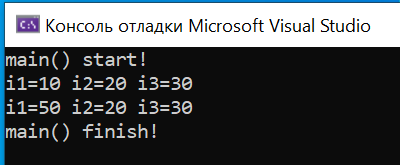 C:\
Консоль отладки Microsoft Visual Studio
main() start!
i1=10 i2=20 i3=30
i1=50 i2=20 i3=30
main() finish!